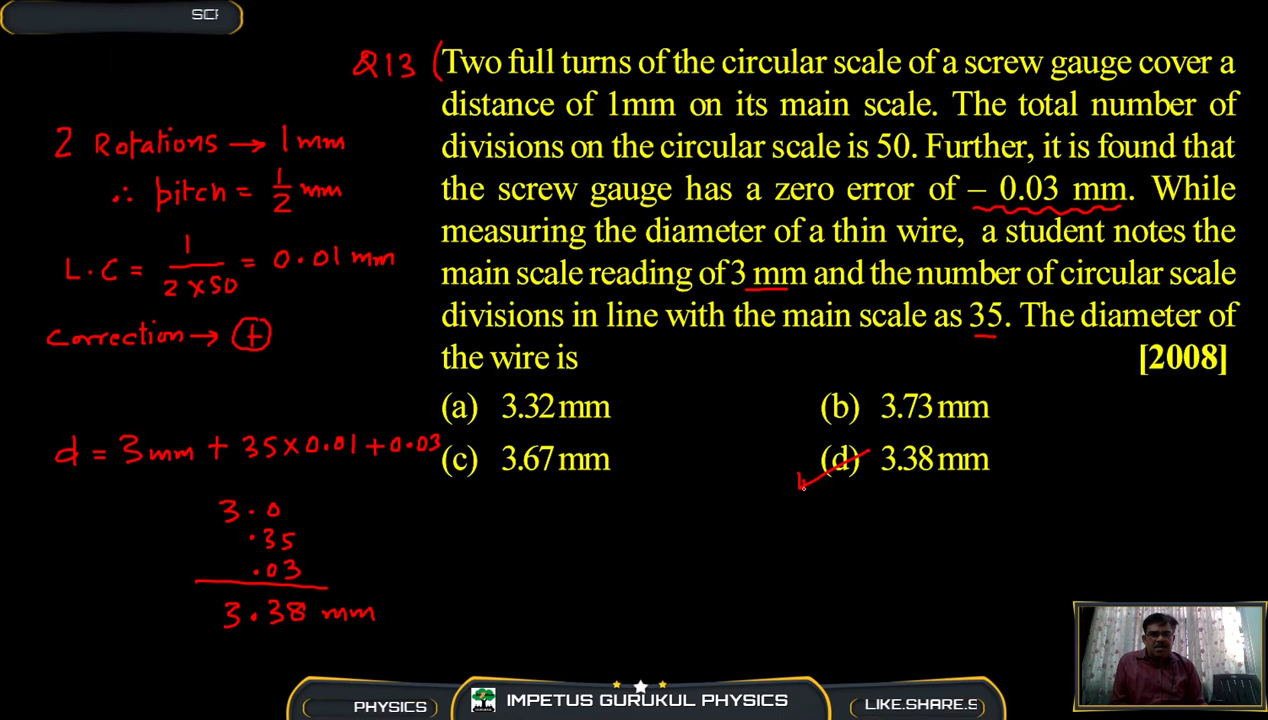 SCR
Q13 (Two full turns of the circular scale of a screw gauge cover a
distance of 1mm on its main scale. The total number of
divisions on the circular scale is 50. Further, it is found that
the screw gauge has a zero error of – 0.03 mm. While
measuring the diameter of a thin wire, a student notes the
main scale reading of 3 mm and the number of circular scale
divisions in line with the main scale as 35. The diameter of
the wire is [2008]
(a) 3.32 mm (b) 3.73 mm
(c) 3.67 mm (d) 3.38 mm
2 Rotations → 1mm
∴ pitch = 1/2 mm
L.C = 1/(2×50) = 0.01 mm
Correction → (+)
d = 3mm + 35×0.01 + 0.03
3.0
.35
.03
3.38 mm
PHYSICS
IMPETUS GURUKUL PHYSICS
LIKE.SHARE.S